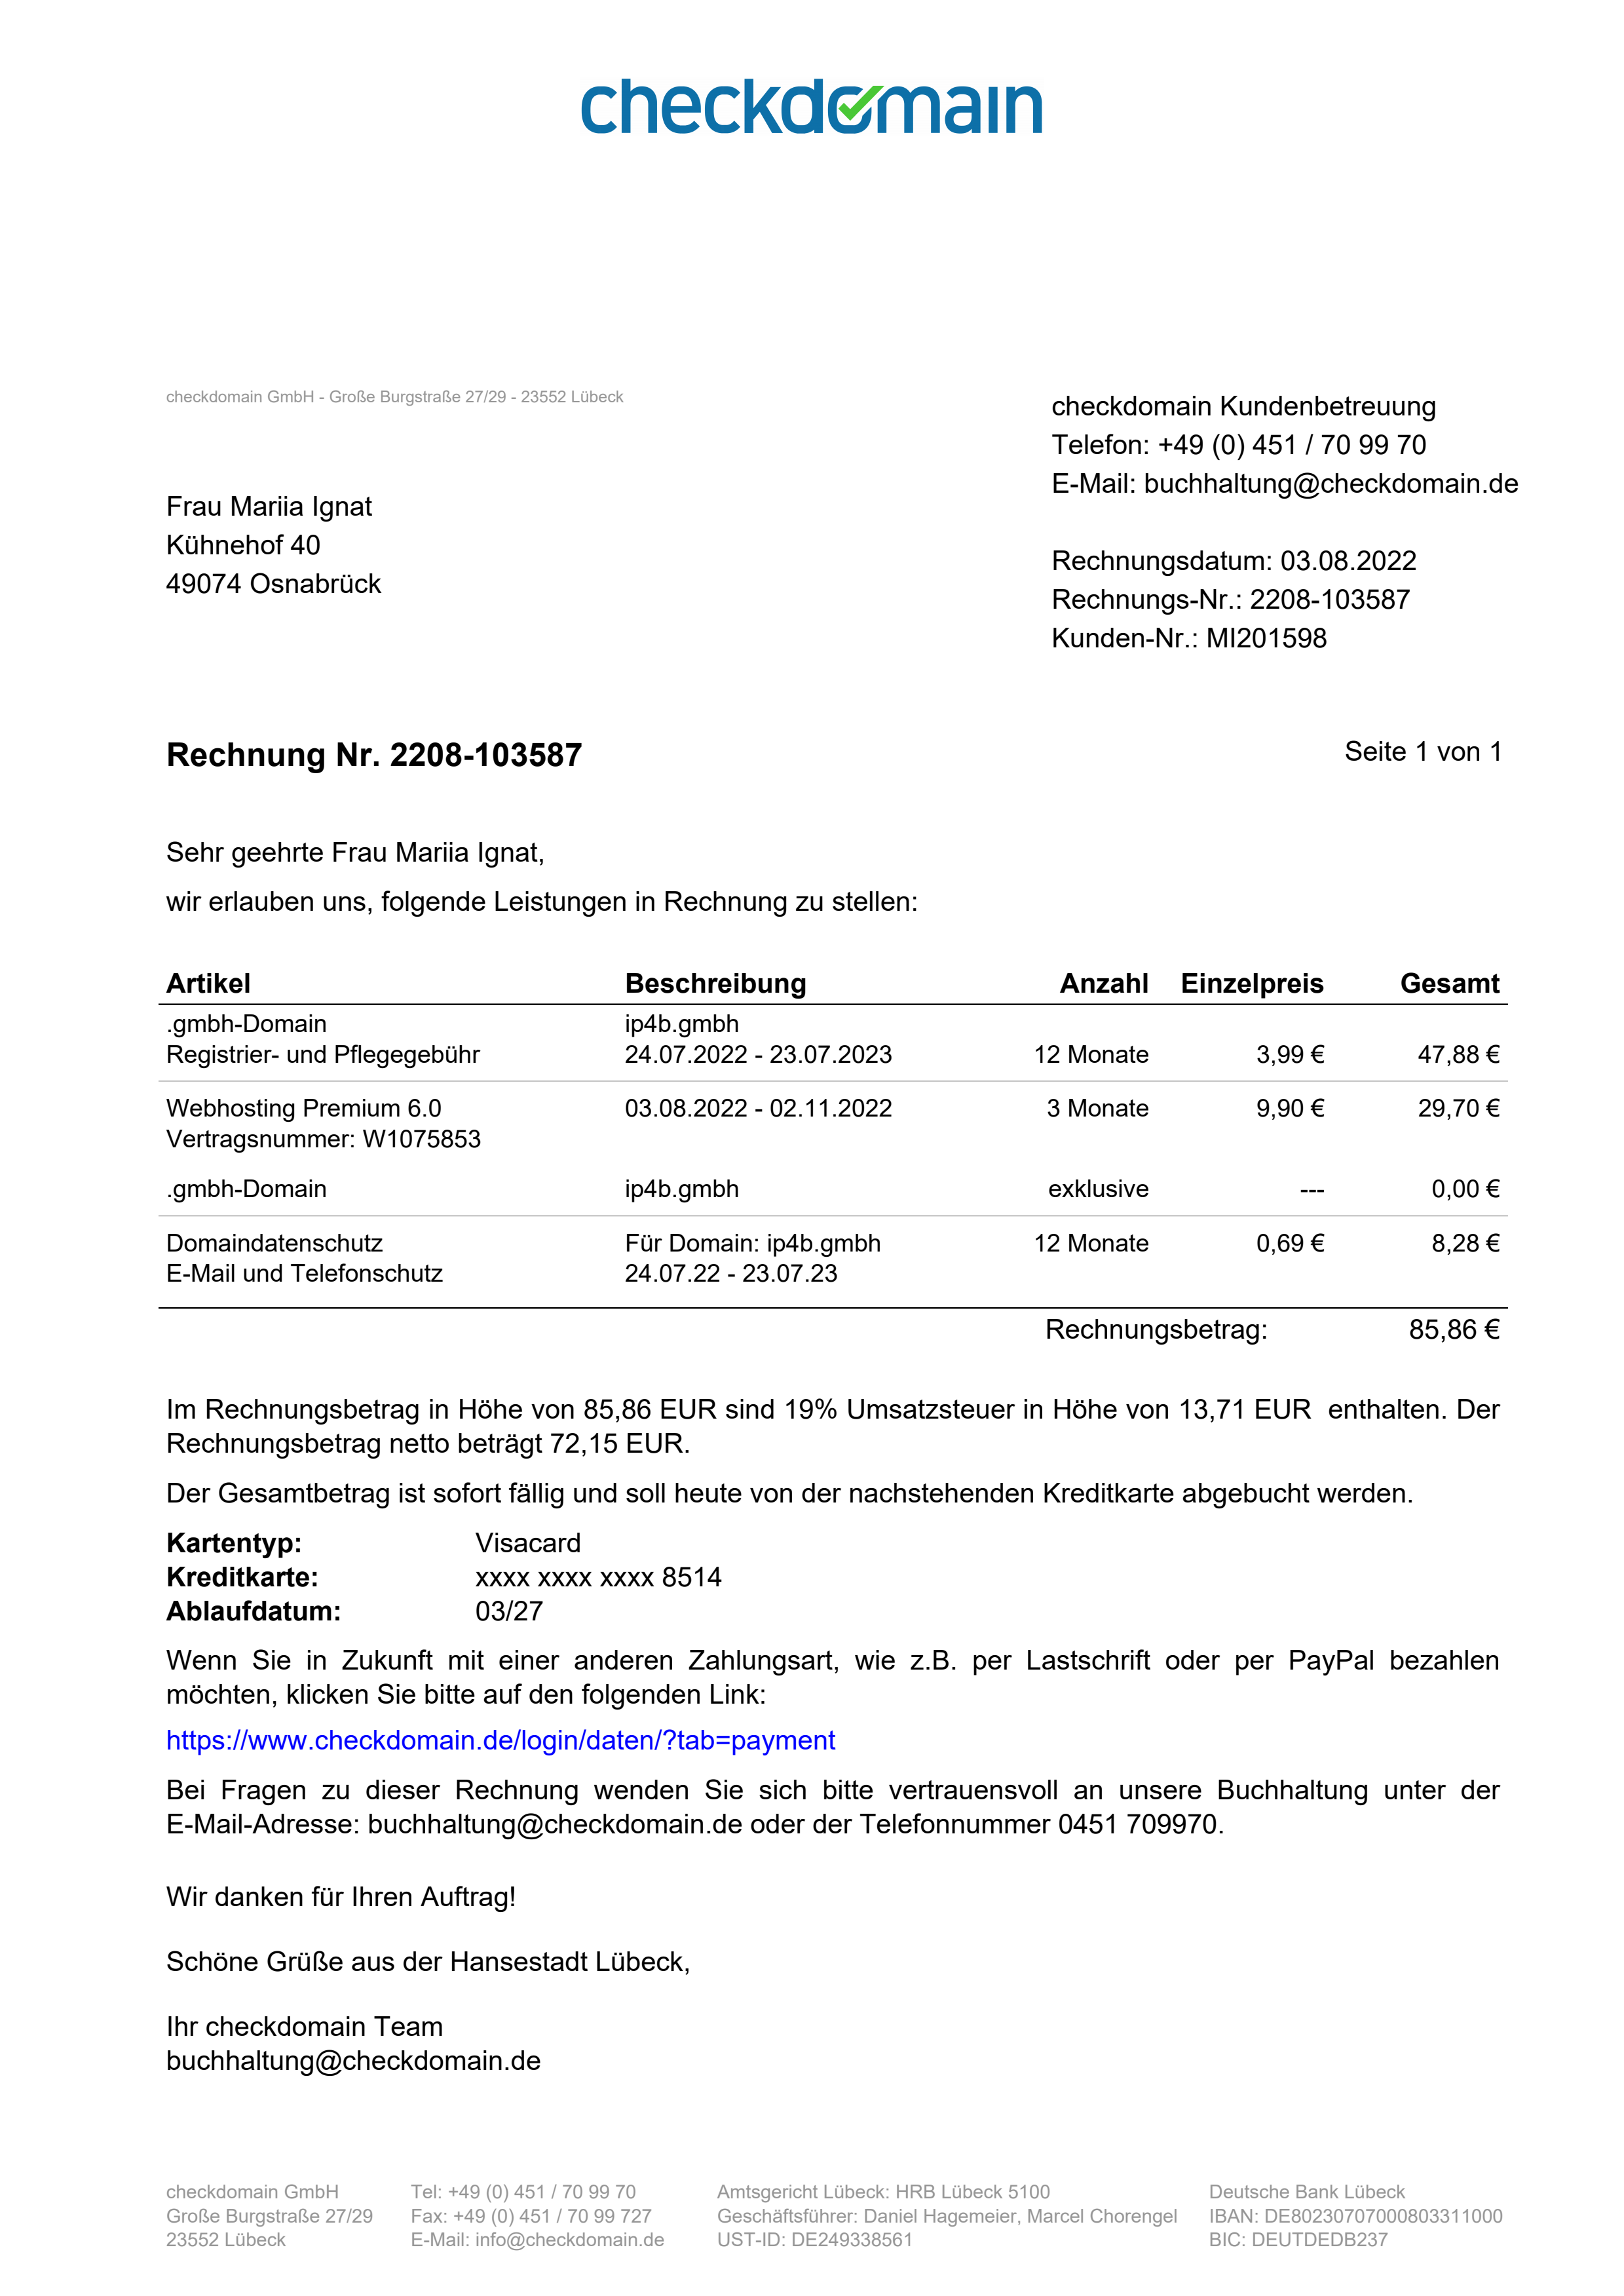 checkdomain
checkdomain GmbH - Große Burgstraße 27/29 - 23552 Lübeck
checkdomain Kundenbetreuung
Telefon: +49 (0) 451 / 70 99 70
E-Mail: buchhaltung@checkdomain.de
Frau Mariia Ignat
Kühnehof 40
49074 Osnabrück
Rechnungsdatum: 03.08.2022
Rechnungs-Nr.: 2208-103587
Kunden-Nr.: MI201598
Rechnung Nr. 2208-103587 Seite 1 von 1
Sehr geehrte Frau Mariia Ignat,
wir erlauben uns, folgende Leistungen in Rechnung zu stellen:
Artikel Beschreibung Anzahl Einzelpreis Gesamt
.gmbh-Domain ip4b.gmbh
Registrier- und Pflegegebühr 24.07.2022 - 23.07.2023 12 Monate 3,99 € 47,88 €
Webhosting Premium 6.0 03.08.2022 - 02.11.2022 3 Monate 9,90 € 29,70 €
Vertragsnummer: W1075853
.gmbh-Domain ip4b.gmbh exklusive --- 0,00 €
Domaindatenschutz Für Domain: ip4b.gmbh 12 Monate 0,69 € 8,28 €
E-Mail und Telefonschutz 24.07.22 - 23.07.23
Rechnungsbetrag: 85,86 €
Im Rechnungsbetrag in Höhe von 85,86 EUR sind 19% Umsatzsteuer in Höhe von 13,71 EUR enthalten. Der
Rechnungsbetrag netto beträgt 72,15 EUR.
Der Gesamtbetrag ist sofort fällig und soll heute von der nachstehenden Kreditkarte abgebucht werden.
Kartentyp: Visacard
Kreditkarte: xxxx xxxx xxxx 8514
Ablaufdatum: 03/27
Wenn Sie in Zukunft mit einer anderen Zahlungsart, wie z.B. per Lastschrift oder per PayPal bezahlen
möchten, klicken Sie bitte auf den folgenden Link:
https://www.checkdomain.de/login/daten/?tab=payment
Bei Fragen zu dieser Rechnung wenden Sie sich bitte vertrauensvoll an unsere Buchhaltung unter der
E-Mail-Adresse: buchhaltung@checkdomain.de oder der Telefonnummer 0451 709970.
Wir danken für Ihren Auftrag!
Schöne Grüße aus der Hansestadt Lübeck,
Ihr checkdomain Team
buchhaltung@checkdomain.de
checkdomain GmbH Tel: +49 (0) 451 / 70 99 70 Amtsgericht Lübeck: HRB Lübeck 5100 Deutsche Bank Lübeck
Große Burgstraße 27/29 Fax: +49 (0) 451 / 70 99 727 Geschäftsführer: Daniel Hagemeier, Marcel Chorengel IBAN: DE80230707000803311000
23552 Lübeck E-Mail: info@checkdomain.de UST-ID: DE249338561 BIC: DEUTDEDB237